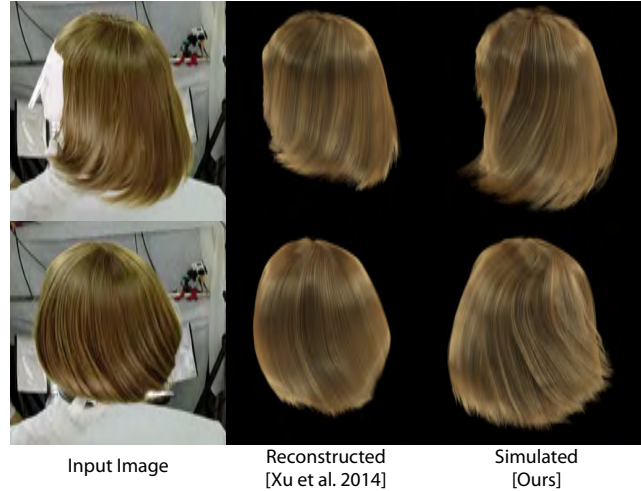 Input Image
Reconstructed
[Xu et al. 2014]
Simulated
[Ours]